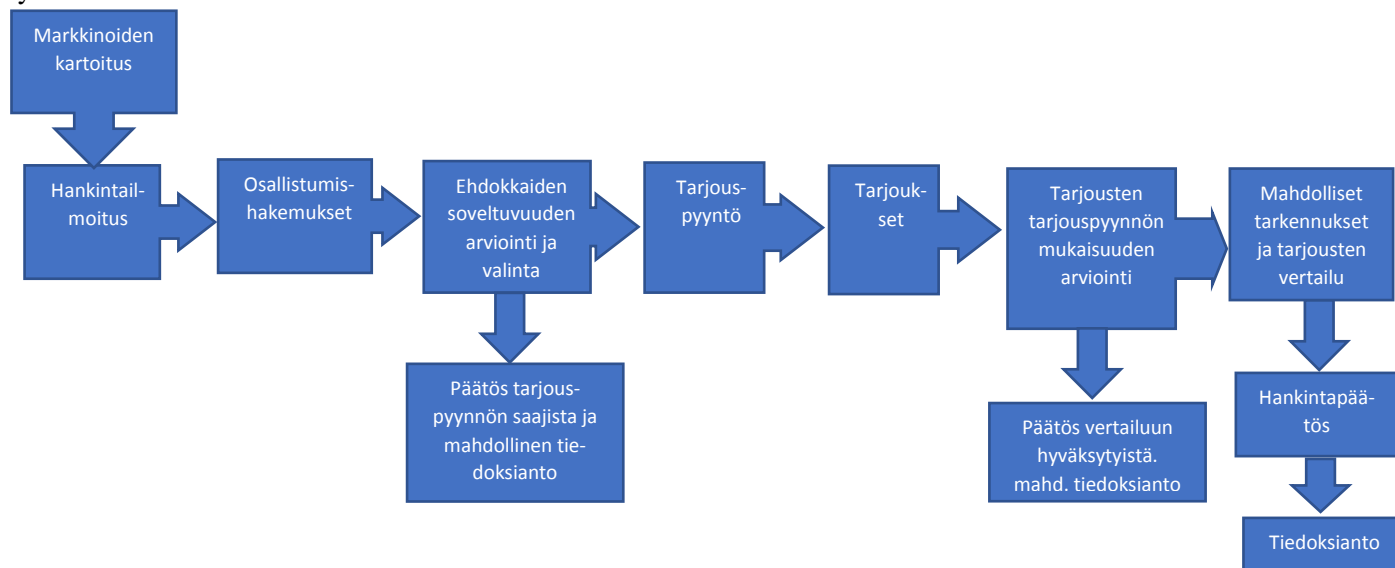 Markkinoiden
kartoitus
Hankintail-
moitus
Osallistumis-
hakemukset
Ehdokkaiden
soveltuvuuden
arviointi ja
valinta
Tarjous-
pyyntö
Tarjouk-
set
Tarjousten
tarjouspyynnön
mukaisuuden
arviointi
Mahdolliset
tarkennukset
ja tarjousten
vertailu
Päätös tarjous-
pyynnön saajista ja
mahdollinen tie-
doksianto
Päätös vertailuun
hyväksytyistä.
mahd. tiedoksianto
Hankintapää-
tös
Tiedoksianto